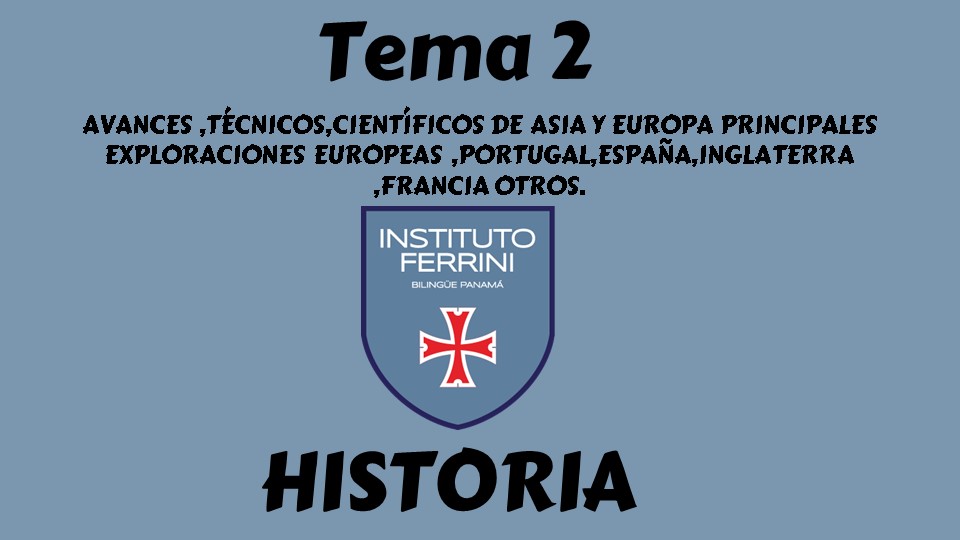 Tema 2
AVANCES ,TÉCNICOS,CIENTÍFICOS DE ASIA Y EUROPA PRINCIPALES
EXPLORACIONES EUROPEAS ,PORTUGAL,ESPAÑA,INGLATERRA
,FRANCIA OTROS.
INSTITUTO
FERRINI
BILINGÜE PANAMÁ
HISTORIA